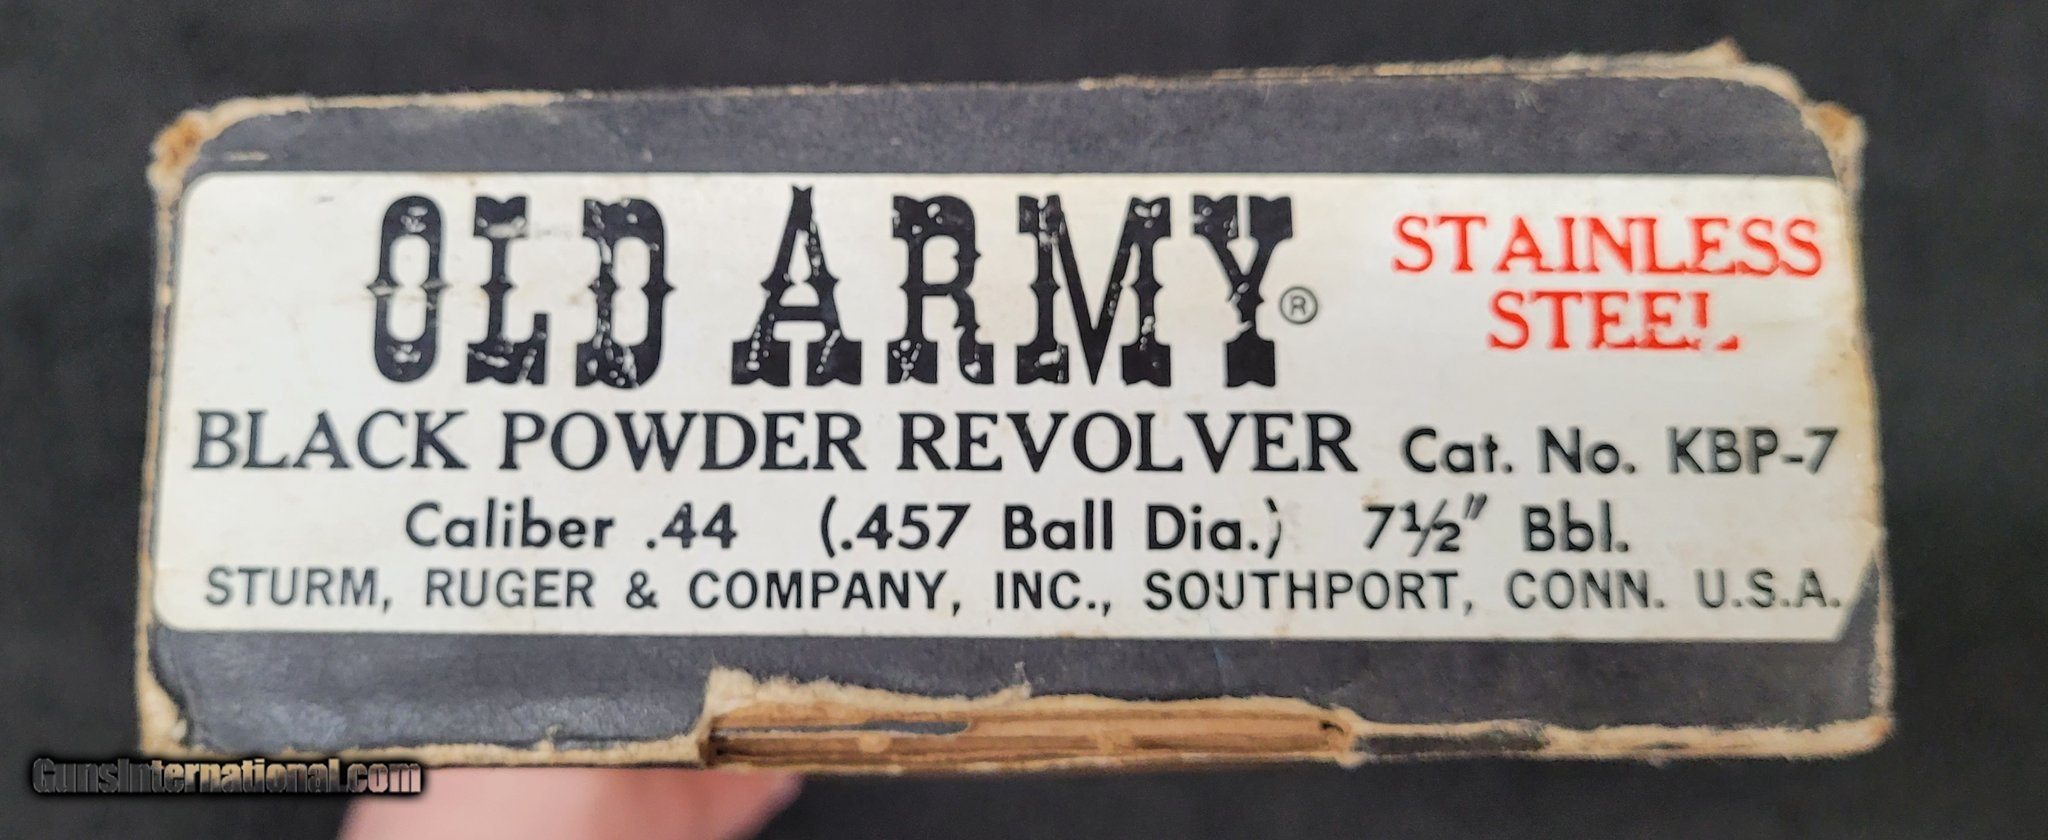 OLD ARMY®
STAINLESS
STEEL
BLACK POWDER REVOLVER Cat. No. KBP-7
Caliber .44 (.457 Ball Dia.) 7½" Bbl.
STURM, RUGER & COMPANY, INC., SOUTHPORT, CONN. U.S.A.
GunsInternational.com